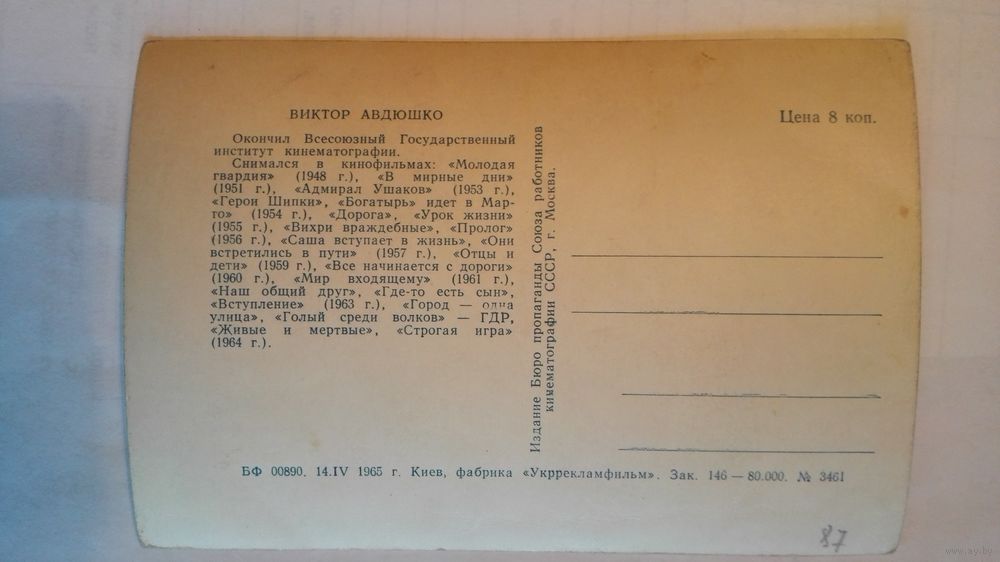 ВИКТОР АВДЮШКО
Окончил Всесоюзный Государственный
институт кинематографии.
Снимался в кинофильмах: «Молодая
гвардия» (1948 г.), «В мирные дни»
(1951 г.), «Адмирал Ушаков» (1953 г.),
«Герои Шипки», «Богатырь» идет в Мар-
то» (1954 г.), «Дорога», «Урок жизни»
(1955 г.), «Вихри враждебные», «Пролог»
(1956 г.), «Саша вступает в жизнь», «Они
встретились в пути» (1957 г.), «Отцы и
дети» (1959 г.), «Все начинается с дороги»
(1960 г.), «Мир входящему» (1961 г.),
«Наш общий друг», «Где-то есть сын»,
«Вступление» (1963 г.), «Город — одна
улица», «Голый среди волков» — ГДР,
«Живые и мертвые», «Строгая игра»
(1964 г.).
Издание Бюро пропаганды Союза работников
кинематографии СССР, г. Москва.
Цена 8 коп.
БФ 00890. 14.IV 1965 г. Киев, фабрика «Укррекламфильм». Зак. 146 — 80.000. № 3461
87
www.ay.by